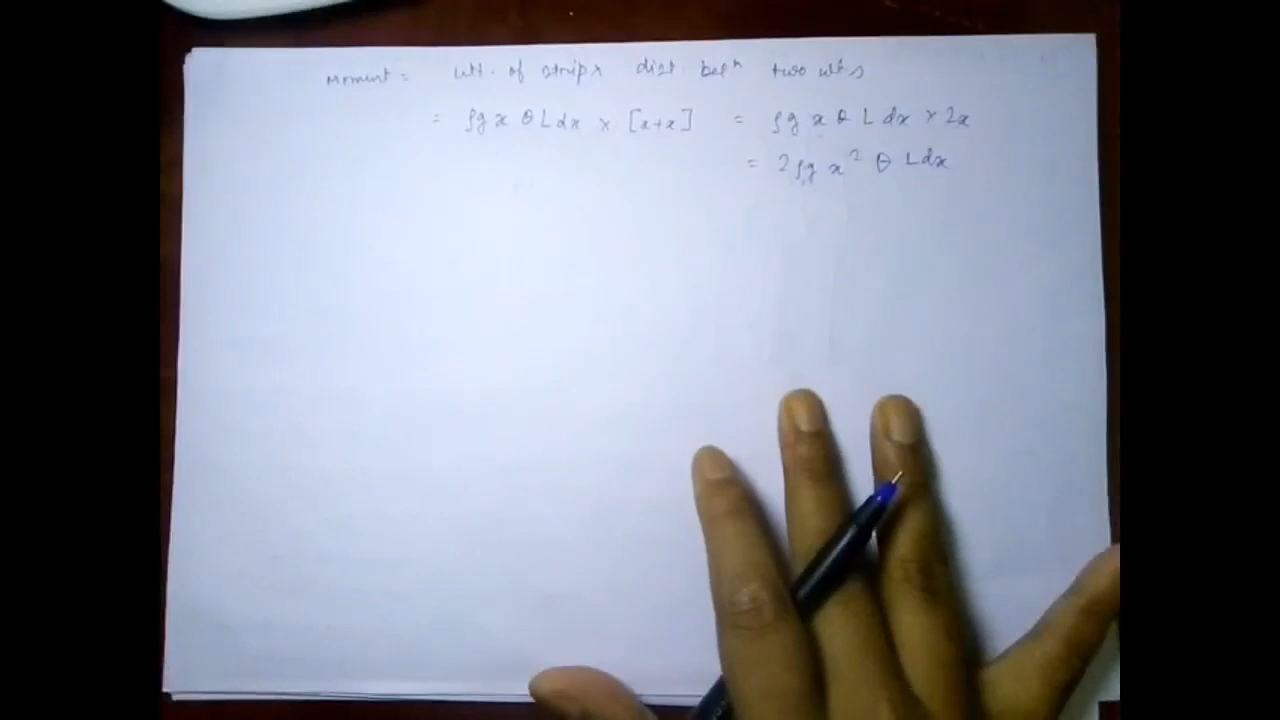 Moment = wt. of strip x dist. betn two wts
= ρg x θ L dx × [x+x] = ρg x θ L dx × 2x
= 2ρg x² θ L dx